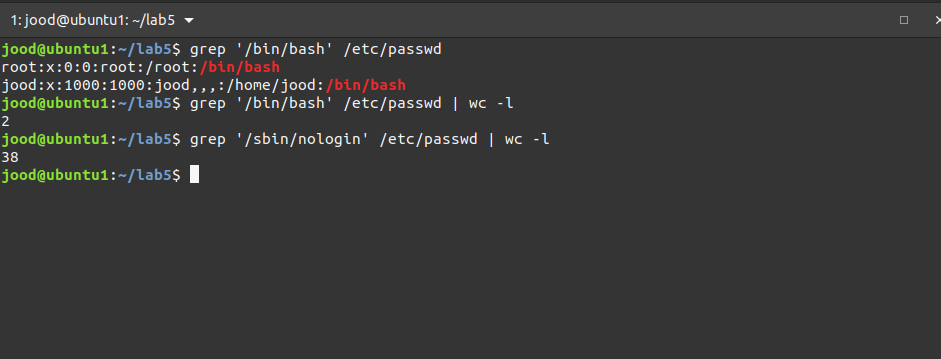 1: jood@ubuntu1: ~/lab5
jood@ubuntu1:~/lab5$ grep '/bin/bash' /etc/passwd
root:x:0:0:root:/root:/bin/bash
jood:x:1000:1000:jood,,,:/home/jood:/bin/bash
jood@ubuntu1:~/lab5$ grep '/bin/bash' /etc/passwd | wc -l
2
jood@ubuntu1:~/lab5$ grep '/sbin/nologin' /etc/passwd | wc -l
38
jood@ubuntu1:~/lab5$